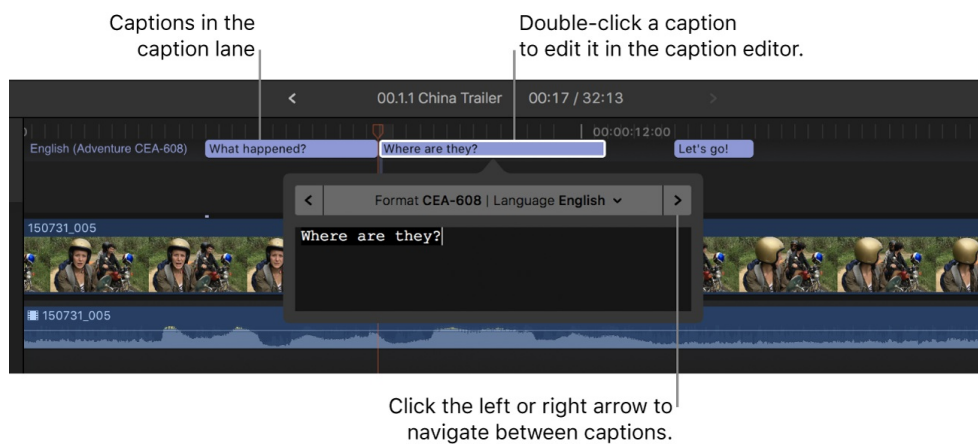 Captions in the
caption lane
Double-click a caption
to edit it in the caption editor.
00.1.1 China Trailer 00:17 / 32:13
00:00:12:00
English (Adventure CEA-608) What happened? Where are they? Let's go!
Format CEA-608 | Language English
150731_005
Where are they?
150731_005
Click the left or right arrow to
navigate between captions.